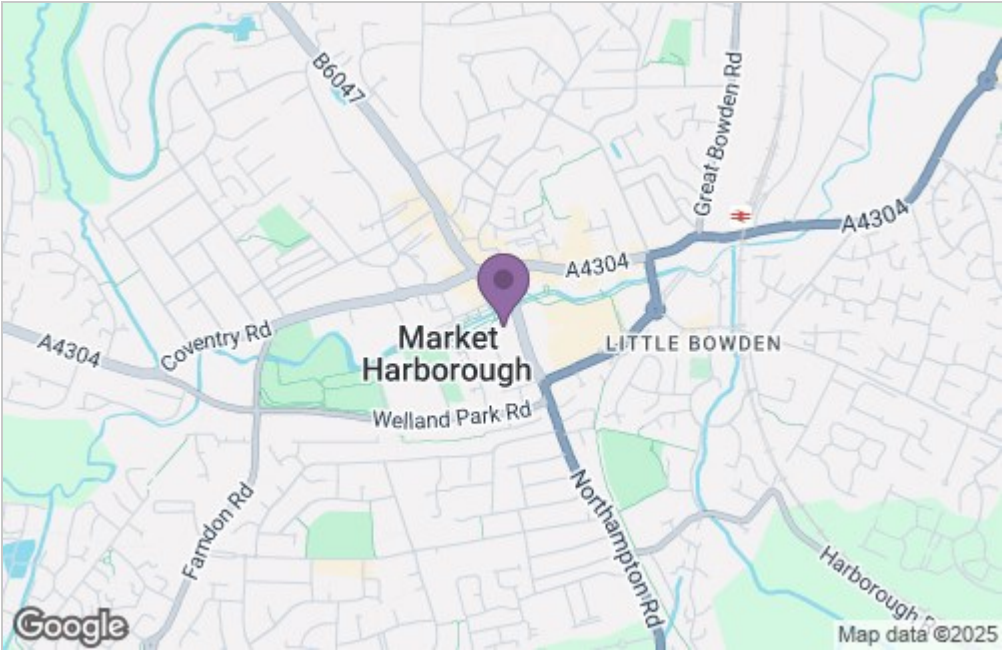 B6047
Great Bowden Rd
A4304
A4304
Coventry Rd
A4304
Market
Harborough
LITTLE BOWDEN
Welland Park Rd
Farndon Rd
Northampton Rd
Harborough
Google
Map data ©2025